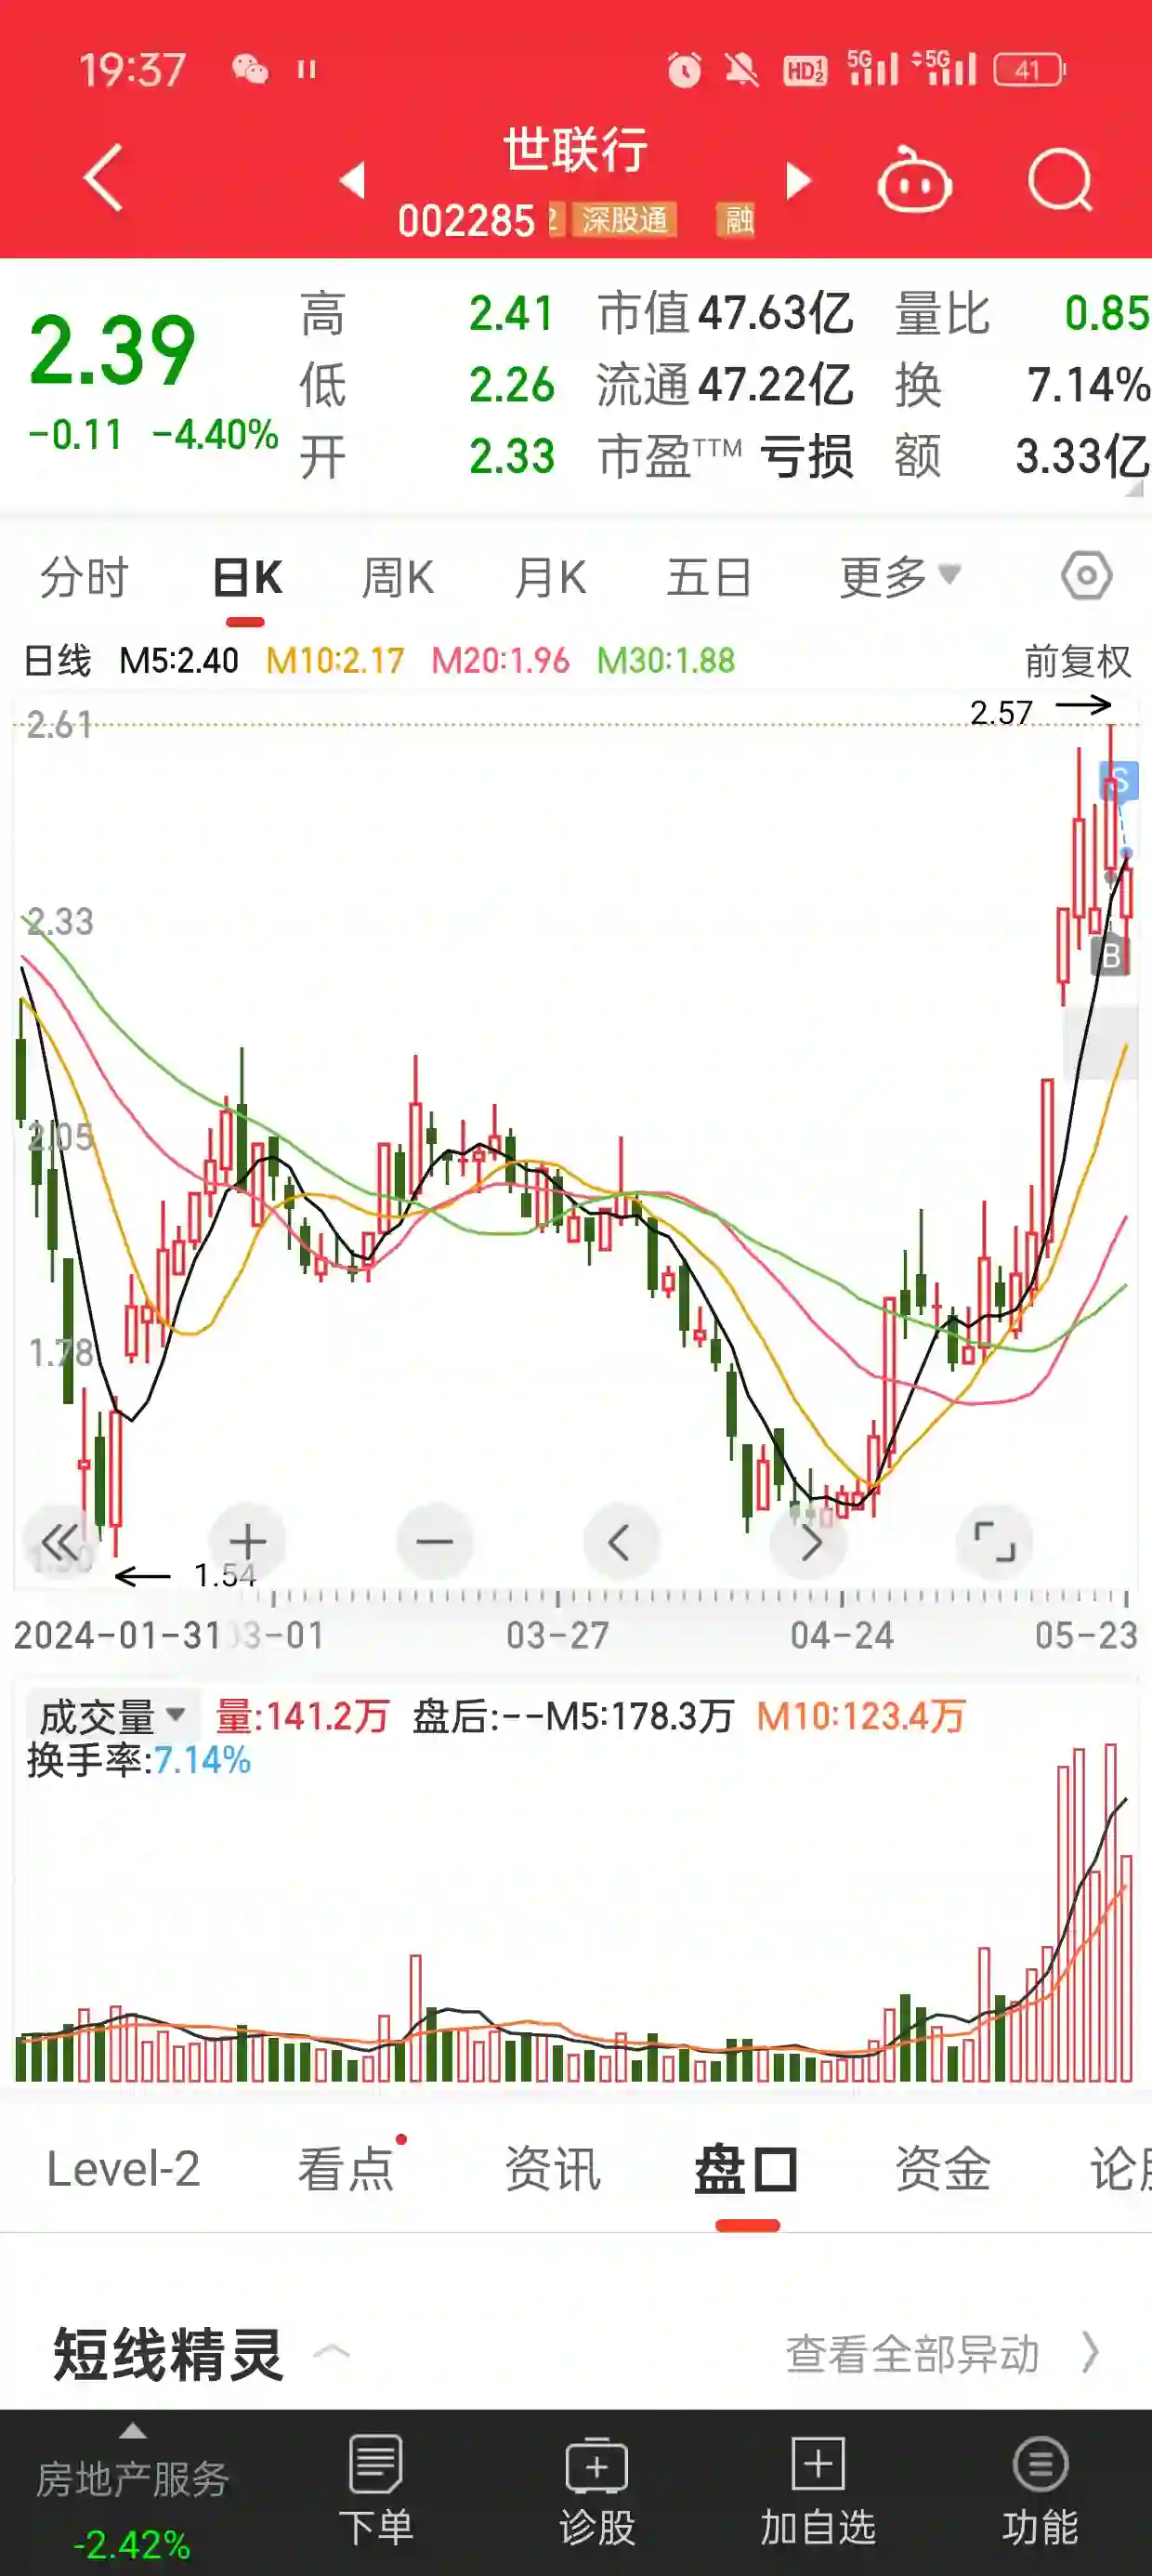 19:37 HD 5G 5G 41
世联行
002285 深股通 融
2.39
-0.11 -4.40%
高 2.41 市值 47.63亿 量比 0.85
低 2.26 流通 47.22亿 换 7.14%
开 2.33 市盈TTM 亏损 额 3.33亿
分时 日K 周K 月K 五日 更多
日线 M5:2.40 M10:2.17 M20:1.96 M30:1.88 前复权
2.61
2.57
S
2.33
B
2.05
1.78
1.54
2024-01-31 03-01 03-27 04-24 05-23
成交量 量:141.2万 盘后:--M5:178.3万 M10:123.4万
换手率:7.14%
Level-2 看点 资讯 盘口 资金 论
短线精灵 查看全部异动
房地产服务
-2.42%
下单 诊股 加自选 功能